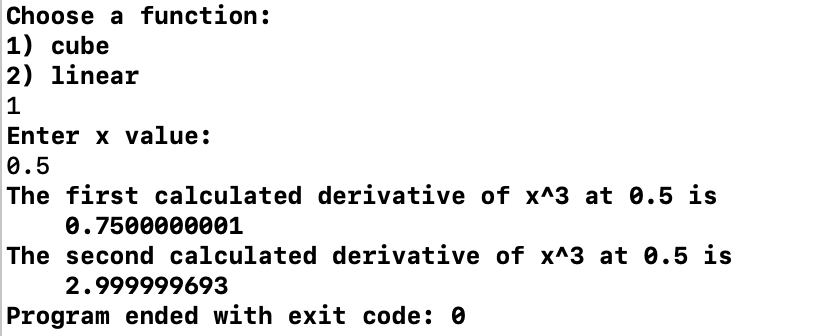 Choose a function:
1) cube
2) linear
1
Enter x value:
0.5
The first calculated derivative of x^3 at 0.5 is
    0.7500000001
The second calculated derivative of x^3 at 0.5 is
    2.999999693
Program ended with exit code: 0